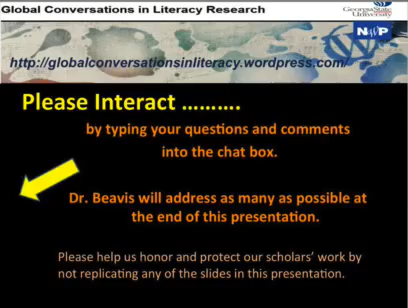 Global Conversations in Literacy Research
GeorgiaState
University
NWP
http://globalconversationsinliteracy.wordpress.com/
Please Interact ……….
by typing your questions and comments
into the chat box.
Dr. Beavis will address as many as possible at
the end of this presentation.
Please help us honor and protect our scholars’ work by
not replicating any of the slides in this presentation.